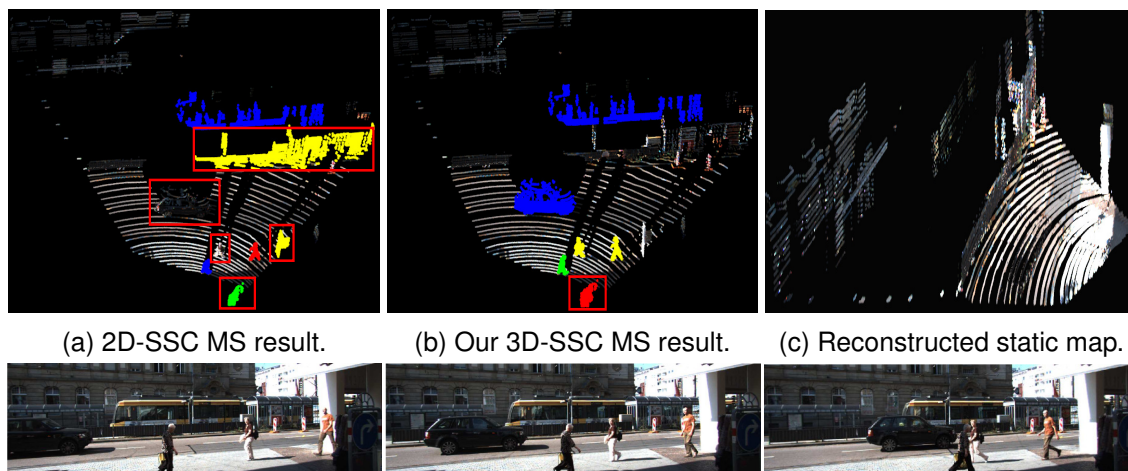 (a) 2D-SSC MS result.
(b) Our 3D-SSC MS result.
(c) Reconstructed static map.